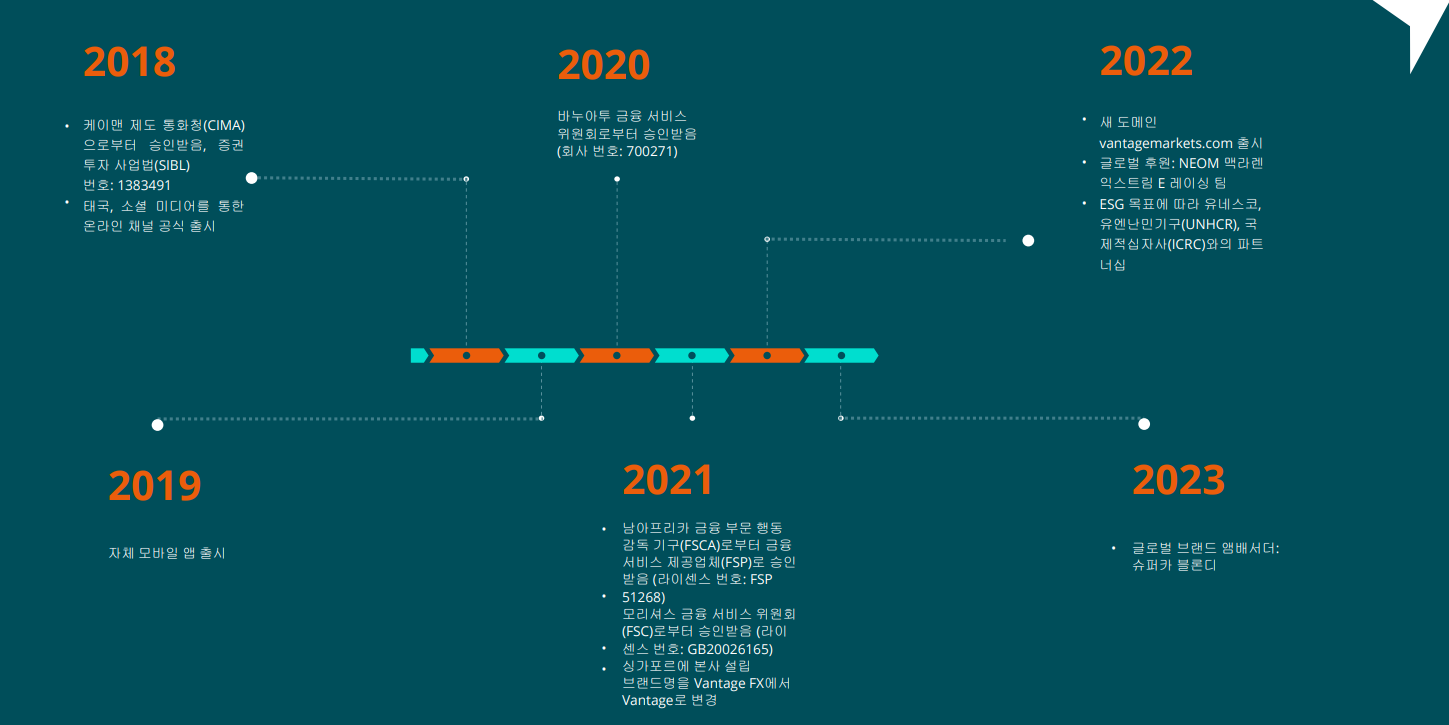 2018
케이맨 제도 통화청(CIMA)
으로부터 승인받음, 증권
투자 사업법(SIBL)
번호: 1383491
태국, 소셜 미디어를 통한
온라인 채널 공식 출시
2020
바누아투 금융 서비스
위원회로부터 승인받음
(회사 번호: 700271)
2022
새 도메인
vantagemarkets.com 출시
글로벌 후원: NEOM 맥라렌
익스트림 E 레이싱 팀
ESG 목표에 따라 유네스코,
유엔난민기구(UNHCR), 국
제적십자사(ICRC)와의 파트
너십
2019
자체 모바일 앱 출시
2021
남아프리카 금융 부문 행동
감독 기구(FSCA)로부터 금융
서비스 제공업체(FSP)로 승인
받음 (라이센스 번호: FSP
51268)
모리셔스 금융 서비스 위원회
(FSC)로부터 승인받음 (라이
센스 번호: GB20026165)
싱가포르에 본사 설립
브랜드명을 Vantage FX에서
Vantage로 변경
2023
글로벌 브랜드 앰배서더:
슈퍼카 블론디